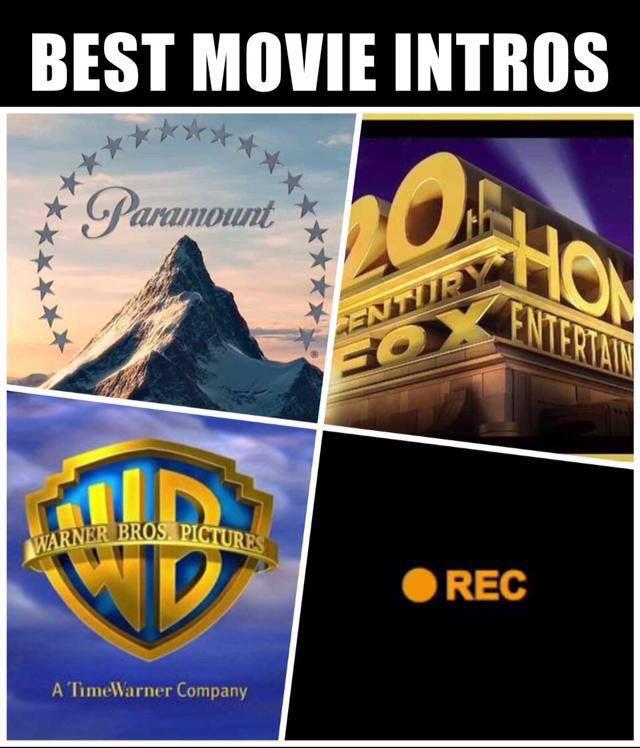 BEST MOVIE INTROS
Paramount
®
20th
CENTURY
FOX
HOM
ENTERTAIN
WB
WARNER BROS. PICTURES
A TimeWarner Company
REC